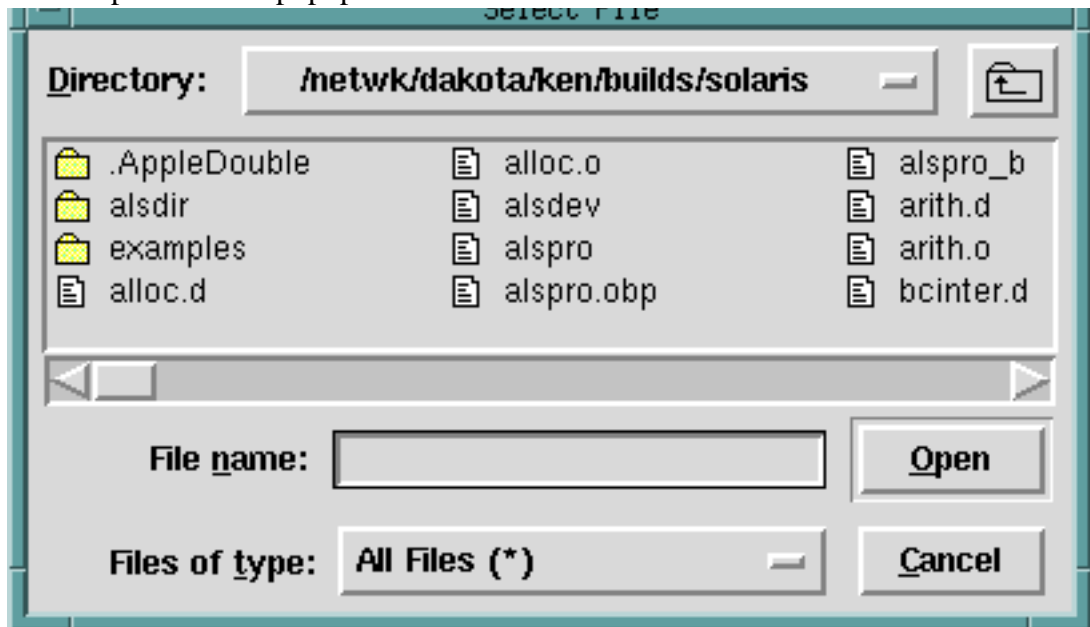 Select File
Directory: /netwk/dakota/ken/builds/solaris
.AppleDouble alloc.o alspro_b
alsdir alsdev arith.d
examples alspro arith.o
alloc.d alspro.obp bcinter.d
File name: Open
Files of type: All Files (*) Cancel